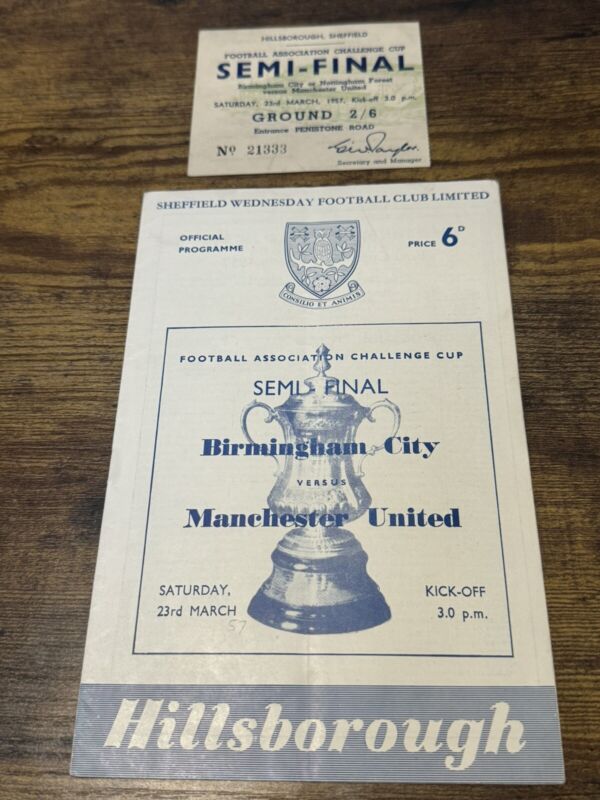 HILLSBOROUGH, SHEFFIELD
FOOTBALL ASSOCIATION CHALLENGE CUP
SEMI-FINAL
Birmingham City or Nottingham Forest
versus Manchester United
SATURDAY, 23rd MARCH, 1957, Kick-off 3.0 p.m.
GROUND 2/6
Entrance PENISTONE ROAD
Nº 21333
Eric Taylor.
Secretary and Manager
SHEFFIELD WEDNESDAY FOOTBALL CLUB LIMITED
OFFICIAL
PROGRAMME
PRICE 6D
CONSILIO ET ANIMIS
FOOTBALL ASSOCIATION CHALLENGE CUP
SEMI-FINAL
Birmingham City
VERSUS
Manchester United
SATURDAY,
23rd MARCH
57
KICK-OFF
3.0 p.m.
Hillsborough